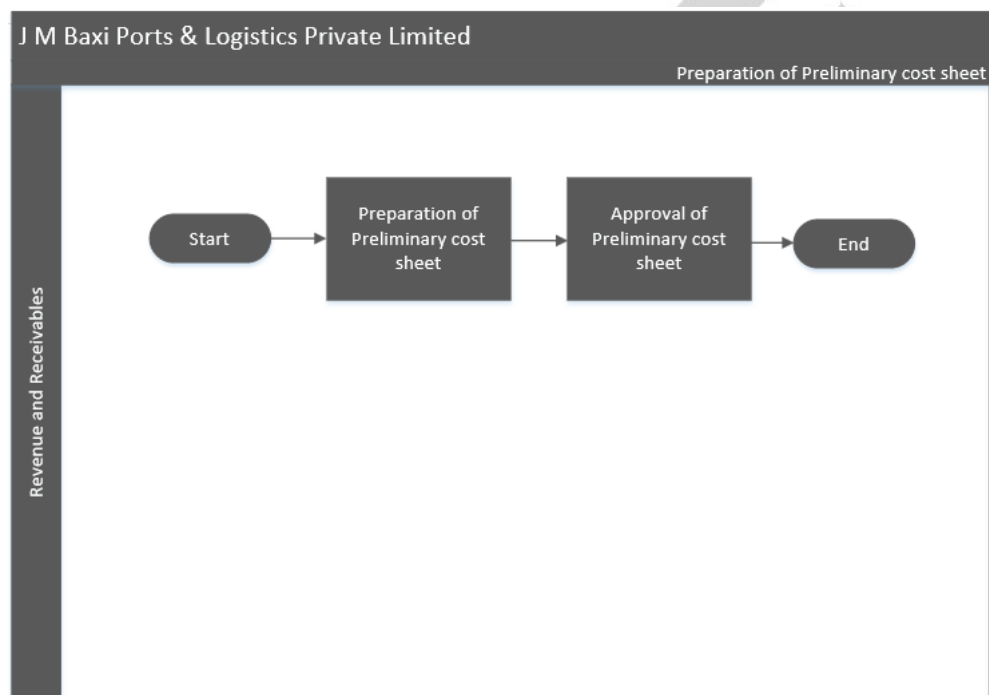 J M Baxi Ports & Logistics Private Limited
Preparation of Preliminary cost sheet
Revenue and Receivables
Start
Preparation of
Preliminary cost
sheet
Approval of
Preliminary cost
sheet
End